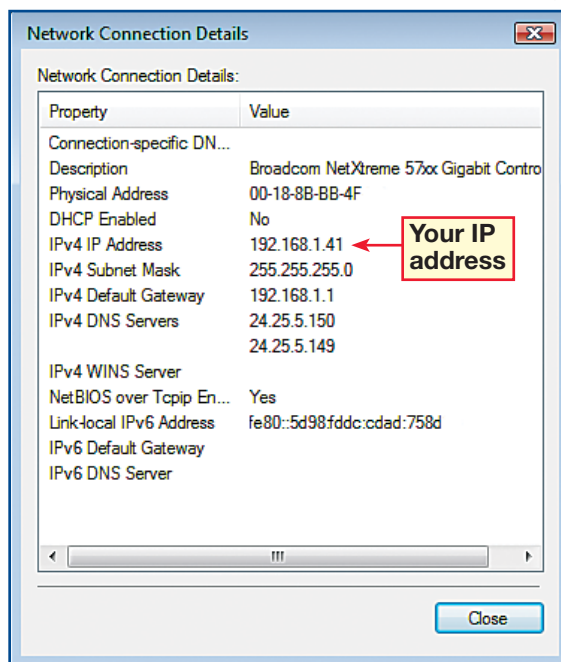 Network Connection Details
Network Connection Details:
Property Value
Connection-specific DN...
Description Broadcom NetXtreme 57xx Gigabit Contro
Physical Address 00-18-8B-BB-4F
DHCP Enabled No
IPv4 IP Address 192.168.1.41
Your IP
address
IPv4 Subnet Mask 255.255.255.0
IPv4 Default Gateway 192.168.1.1
IPv4 DNS Servers 24.25.5.150
24.25.5.149
IPv4 WINS Server
NetBIOS over Tcpip En... Yes
Link-local IPv6 Address fe80::5d98:fddc:cdad:758d
IPv6 Default Gateway
IPv6 DNS Server
Close